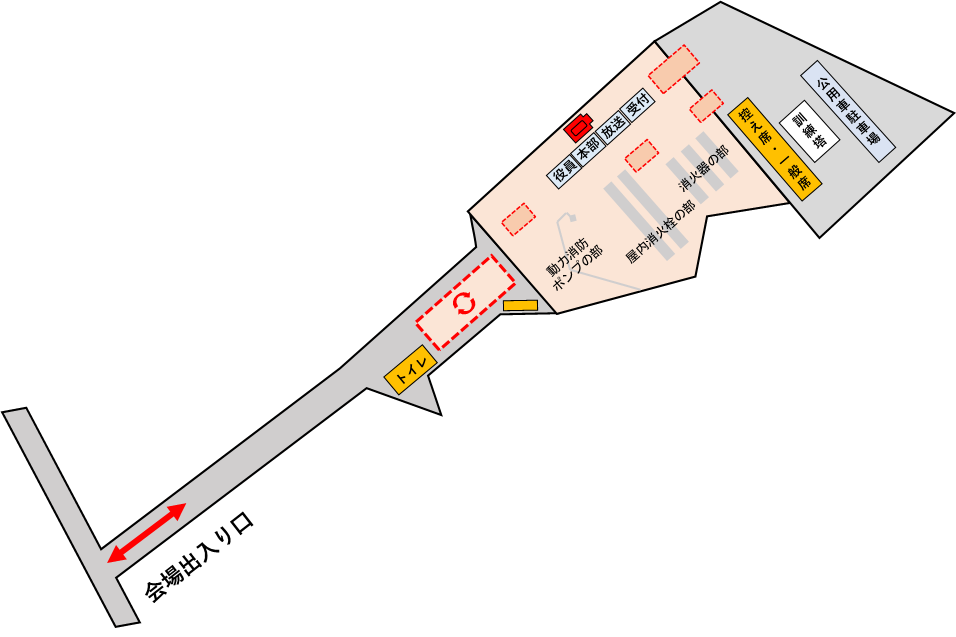 公用車駐車場
訓練塔
控え席・一般席
受付
放送
本部
役員
消火器の部
屋内消火栓の部
動力消防
ポンプの部
トイレ
会場出入り口